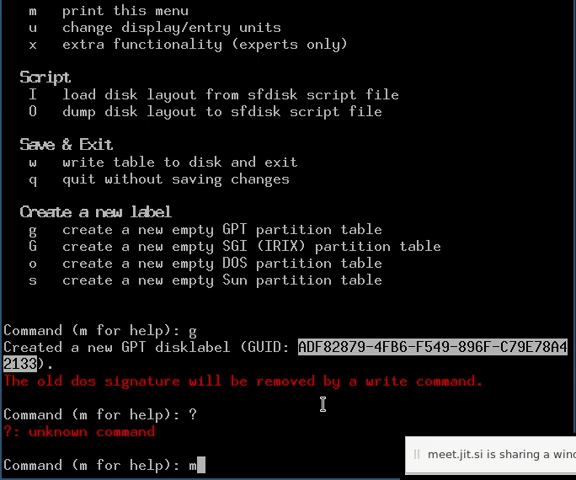 m   print this menu
u   change display/entry units
x   extra functionality (experts only)
Script
I   load disk layout from sfdisk script file
O   dump disk layout to sfdisk script file
Save & Exit
w   write table to disk and exit
q   quit without saving changes
Create a new label
g   create a new empty GPT partition table
G   create a new empty SGI (IRIX) partition table
o   create a new empty DOS partition table
s   create a new empty Sun partition table
Command (m for help): g
Created a new GPT disklabel (GUID: ADF82879-4FB6-F549-896F-C79E78A4
2133).
The old dos signature will be removed by a write command.
Command (m for help): ?
?: unknown command
Command (m for help): m
meet.jit.si is sharing a wind